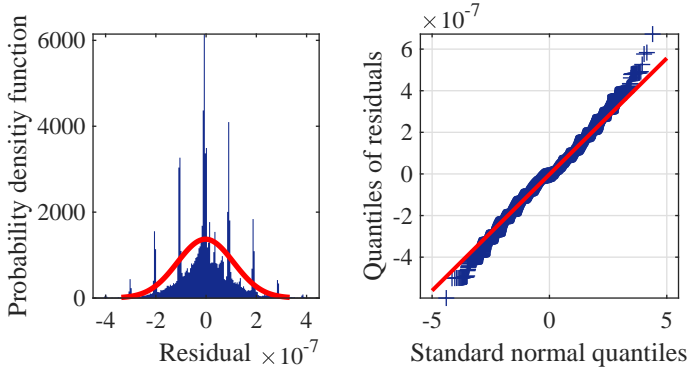 Probability densitiy function
6000
4000
2000
0
-4 -2 0 2 4
Residual ×10^-7
×10^-7
Quantiles of residuals
6
4
2
0
-2
-4
-5 0 5
Standard normal quantiles